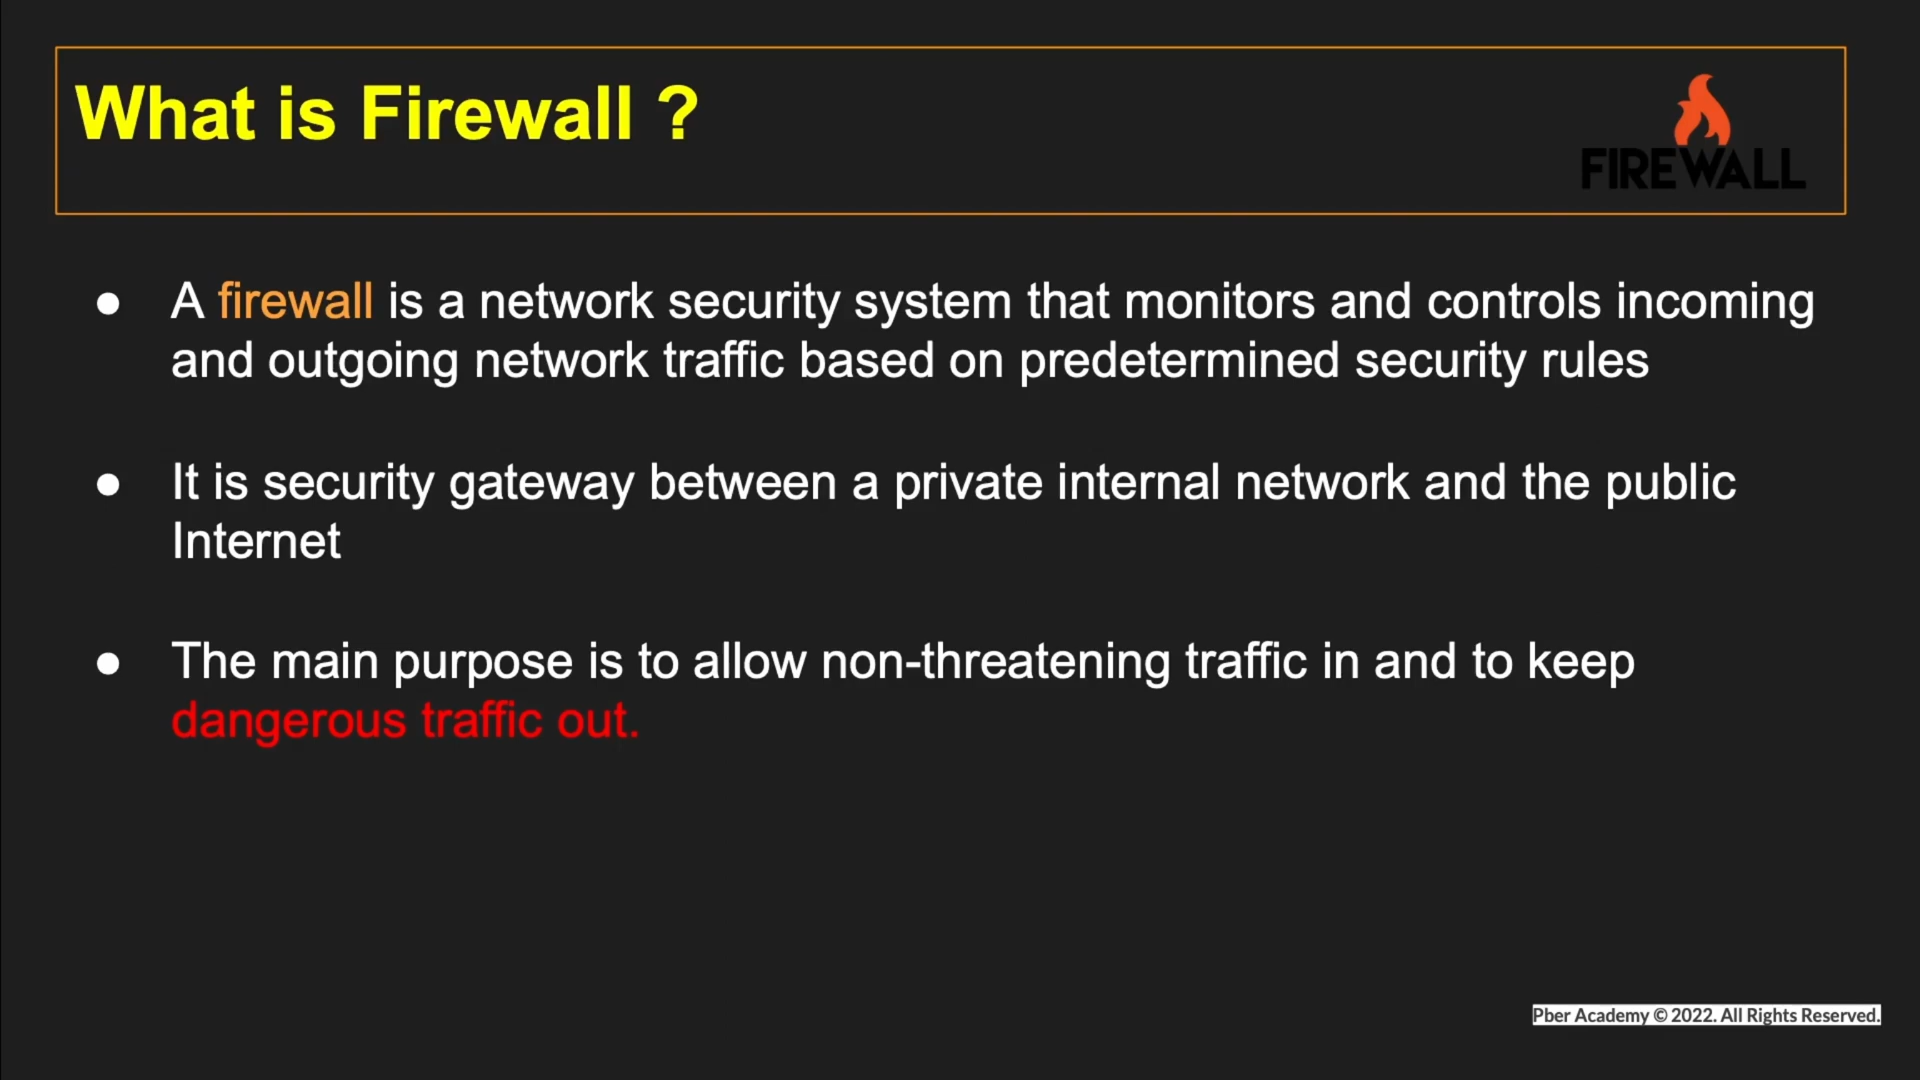 What is Firewall ?
FIREWALL
● A firewall is a network security system that monitors and controls incoming
and outgoing network traffic based on predetermined security rules
● It is security gateway between a private internal network and the public
Internet
● The main purpose is to allow non-threatening traffic in and to keep
dangerous traffic out.
Pber Academy © 2022. All Rights Reserved.